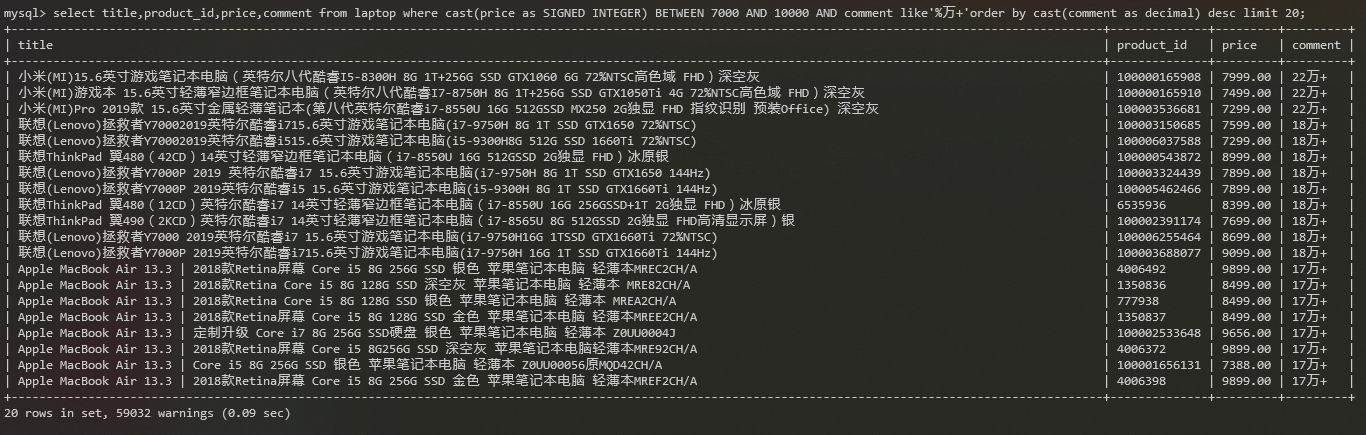 mysql> select title,product_id,price,comment from laptop where cast(price as SIGNED INTEGER) BETWEEN 7000 AND 10000 AND comment like'%万+'order by cast(comment as decimal) desc limit 20;
| title | product_id | price | comment |
| 小米(MI)15.6英寸游戏笔记本电脑（英特尔八代酷睿I5-8300H 8G 1T+256G SSD GTX1060 6G 72%NTSC高色域 FHD）深空灰 | 100000165908 | 7999.00 | 22万+ |
| 小米(MI)游戏本 15.6英寸轻薄窄边框笔记本电脑（英特尔八代酷睿i7-8750H 8G 1T+256G SSD GTX1050Ti 4G 72%NTSC高色域 FHD）深空灰 | 100000165910 | 7499.00 | 22万+ |
| 小米(MI)Pro 2019款 15.6英寸金属轻薄笔记本(第八代英特尔酷睿i7-8550U 16G 512GSSD MX250 2G独显 FHD 指纹识别 预装Office) 深空灰 | 100003536681 | 7299.00 | 22万+ |
| 联想(Lenovo)拯救者Y70002019英特尔酷睿i715.6英寸游戏笔记本电脑(i7-9750H 8G 1T SSD GTX1650 72%NTSC) | 100003150685 | 7599.00 | 18万+ |
| 联想(Lenovo)拯救者Y70002019英特尔酷睿i515.6英寸游戏笔记本电脑(i5-9300H8G 512G SSD 1660Ti 72%NTSC) | 100006037588 | 7299.00 | 18万+ |
| 联想ThinkPad 翼480（42CD）14英寸轻薄窄边框笔记本电脑（i7-8550U 16G 512GSSD 2G独显 FHD）冰原银 | 100000543872 | 8999.00 | 18万+ |
| 联想(Lenovo)拯救者Y7000P 2019 英特尔酷睿i7 15.6英寸游戏笔记本电脑(i7-9750H 8G 1T SSD GTX1650 144Hz) | 100003324439 | 7899.00 | 18万+ |
| 联想(Lenovo)拯救者Y7000P 2019英特尔酷睿i5 15.6英寸游戏笔记本电脑(i5-9300H 8G 1T SSD GTX1660Ti 144Hz) | 100005462466 | 7899.00 | 18万+ |
| 联想ThinkPad 翼480（12CD）英特尔酷睿i7 14英寸轻薄窄边框笔记本电脑（i7-8550U 16G 256GSSD+1T 2G独显 FHD）冰原银 | 6535936 | 8399.00 | 18万+ |
| 联想ThinkPad 翼490（2KCD）英特尔酷睿i7 14英寸轻薄窄边框笔记本电脑（i7-8565U 8G 512GSSD 2G独显 FHD高清显示屏）银 | 100002391174 | 7699.00 | 18万+ |
| 联想(Lenovo)拯救者Y7000 2019英特尔酷睿i7 15.6英寸游戏笔记本电脑(i7-9750H16G 1TSSD GTX1660Ti 72%NTSC) | 100006255464 | 8699.00 | 18万+ |
| 联想(Lenovo)拯救者Y7000P 2019英特尔酷睿i715.6英寸游戏笔记本电脑(i7-9750H 16G 1T SSD GTX1660Ti 144Hz) | 100003688077 | 9099.00 | 18万+ |
| Apple MacBook Air 13.3 | 2018款Retina屏幕 Core i5 8G 256G SSD 银色 苹果笔记本电脑 轻薄本MREC2CH/A | 4006492 | 9899.00 | 17万+ |
| Apple MacBook Air 13.3 | 2018款Retina Core i5 8G 128G SSD 深空灰 苹果笔记本电脑 轻薄本 MRE82CH/A | 1350836 | 8499.00 | 17万+ |
| Apple MacBook Air 13.3 | 2018款Retina屏幕 Core i5 8G 128G SSD 银色 苹果笔记本电脑 轻薄本 MREA2CH/A | 777938 | 8499.00 | 17万+ |
| Apple MacBook Air 13.3 | 2018款Retina屏幕 Core i5 8G 128G SSD 金色 苹果笔记本电脑 轻薄本 MREE2CH/A | 1350837 | 8499.00 | 17万+ |
| Apple MacBook Air 13.3 | 定制升级 Core i7 8G 256G SSD硬盘 银色 苹果笔记本电脑 轻薄本 Z0UU0004J | 100002533648 | 9656.00 | 17万+ |
| Apple MacBook Air 13.3 | 2018款Retina屏幕 Core i5 8G256G SSD 深空灰 苹果笔记本电脑轻薄本MRE92CH/A | 4006372 | 9899.00 | 17万+ |
| Apple MacBook Air 13.3 | Core i5 8G 256G SSD 银色 苹果笔记本电脑 轻薄本 Z0UU00056原MQD42CH/A | 100001656131 | 7388.00 | 17万+ |
| Apple MacBook Air 13.3 | 2018款Retina屏幕 Core i5 8G 256G SSD 金色 苹果笔记本电脑 轻薄本MREF2CH/A | 4006398 | 9899.00 | 17万+ |
20 rows in set, 59032 warnings (0.09 sec)